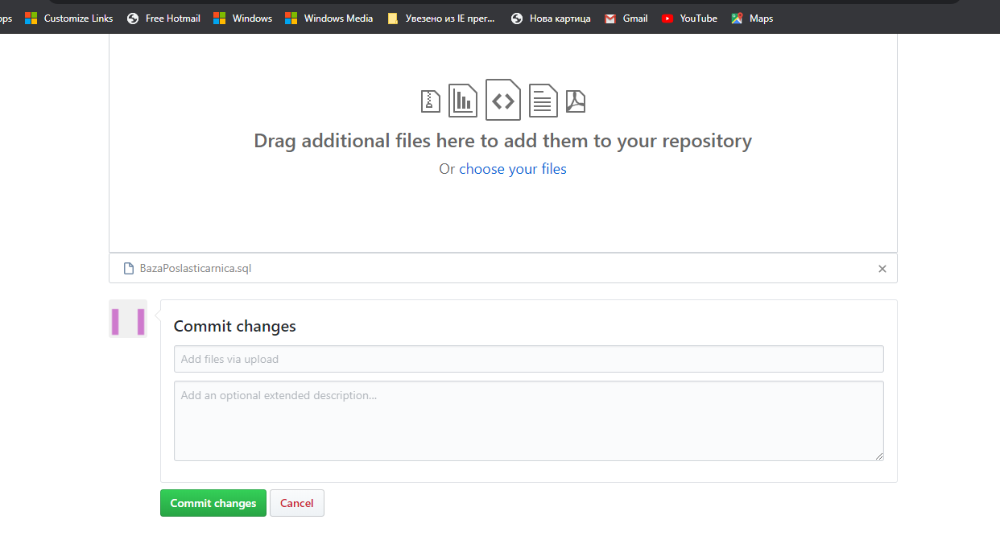 ops Customize Links Free Hotmail Windows Windows Media Увезено из IE прег... Нова картица Gmail YouTube Maps
Drag additional files here to add them to your repository
Or choose your files
BazaPoslasticarnica.sql
Commit changes
Add files via upload
Add an optional extended description...
Commit changes Cancel